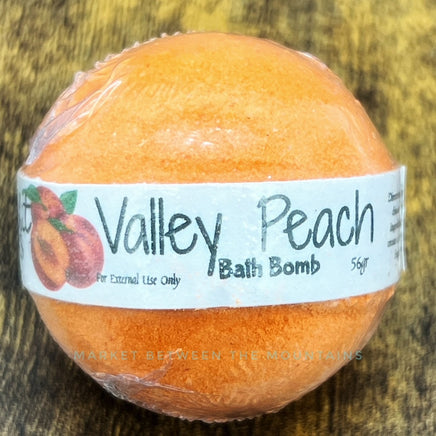 Valley Peach
Bath Bomb
For External Use Only
56gr
MARKET BETWEEN THE MOUNTAINS